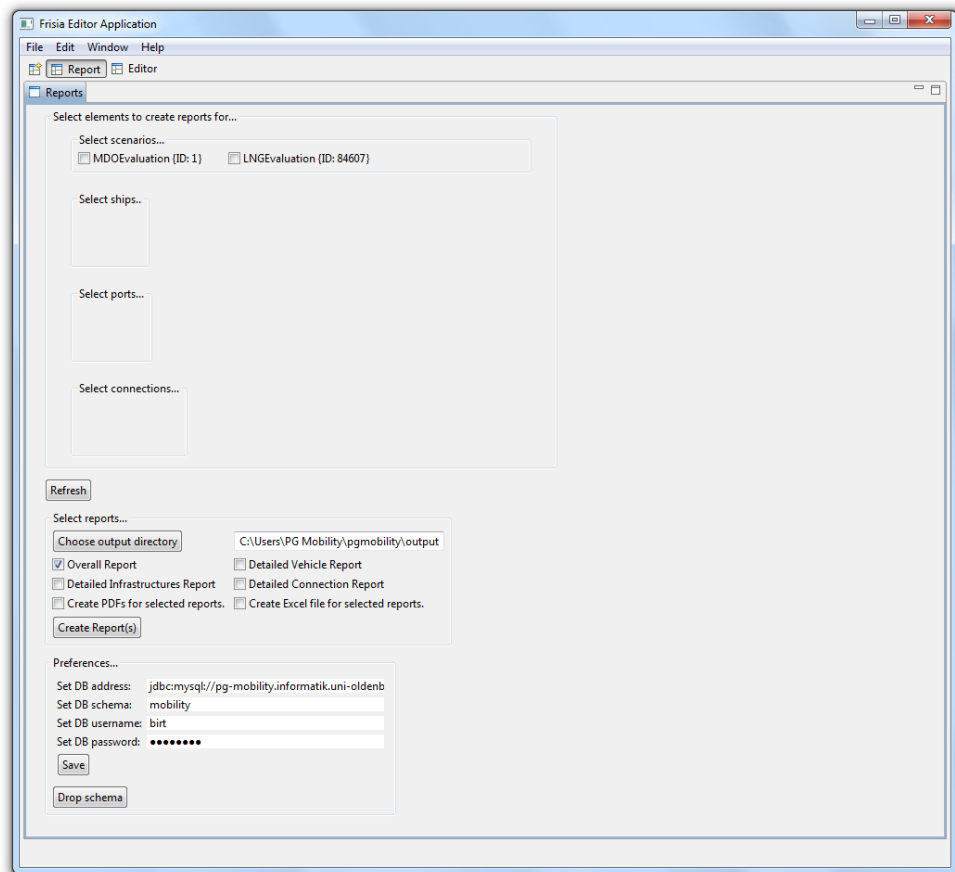 Frisia Editor Application
File Edit Window Help
Report Editor
Reports
Select elements to create reports for...
Select scenarios...
MDOEvaluation {ID: 1} LNGEvaluation {ID: 84607}
Select ships..
Select ports...
Select connections...
Refresh
Select reports...
Choose output directory C:\Users\PG Mobility\pgmobility\output
Overall Report Detailed Vehicle Report
Detailed Infrastructures Report Detailed Connection Report
Create PDFs for selected reports. Create Excel file for selected reports.
Create Report(s)
Preferences...
Set DB address: jdbc:mysql://pg-mobility.informatik.uni-oldenb
Set DB schema: mobility
Set DB username: birt
Set DB password: ●●●●●●●●
Save
Drop schema